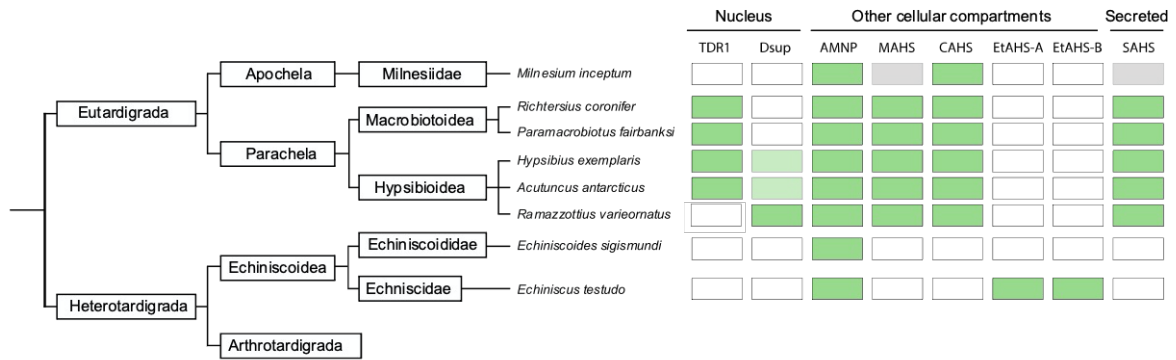 Nucleus Other cellular compartments Secreted
TDR1 Dsup AMNP MAHS CAHS EtAHS-A EtAHS-B SAHS
Apochela Milnesiidae Milnesium inceptum
Eutardigrada
Richtersius coronifer
Macrobiotoidea
Paramacrobiotus fairbanksi
Parachela
Hypsibius exemplaris
Hypsibioidea Acutuncus antarcticus
Ramazzottius varieornatus
Echiniscoididae Echiniscoides sigismundi
Echiniscoidea
Echniscidae Echiniscus testudo
Heterotardigrada
Arthrotardigrada